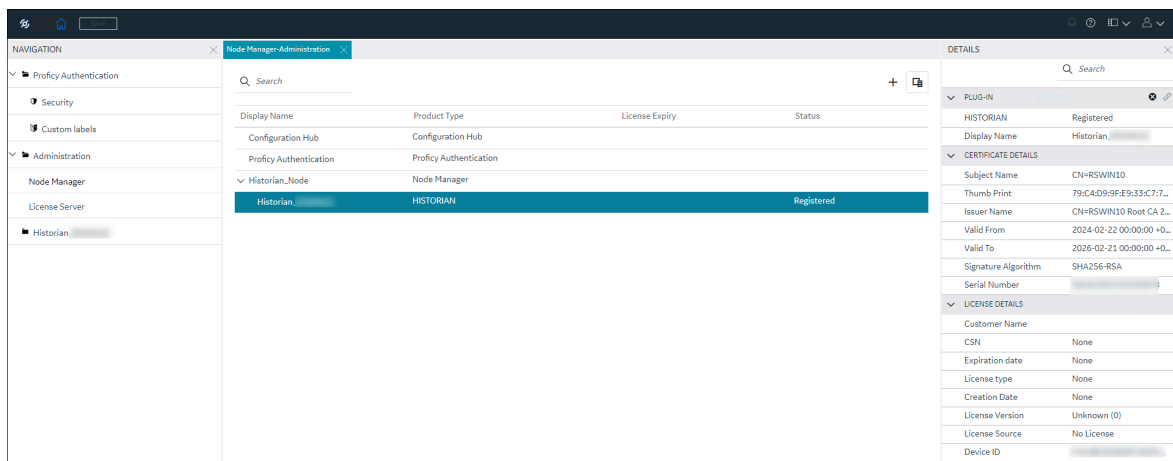 Save
NAVIGATION
Proficy Authentication
Security
Custom labels
Administration
Node Manager
License Server
Historian_
Node Manager-Administration
Search
Display Name Product Type License Expiry Status
Configuration Hub Configuration Hub
Proficy Authentication Proficy Authentication
Historian_Node Node Manager
Historian_ HISTORIAN Registered
DETAILS
Search
PLUG-IN
HISTORIAN Registered
Display Name Historian_
CERTIFICATE DETAILS
Subject Name CN=RSWIN10
Thumb Print 79:C4:D9:9F:E9:33:C7:7...
Issuer Name CN=RSWIN10 Root CA 2...
Valid From 2024-02-22 00:00:00 +0...
Valid To 2026-02-21 00:00:00 +0...
Signature Algorithm SHA256-RSA
Serial Number
LICENSE DETAILS
Customer Name
CSN None
Expiration date None
License type None
Creation Date None
License Version Unknown (0)
License Source No License
Device ID